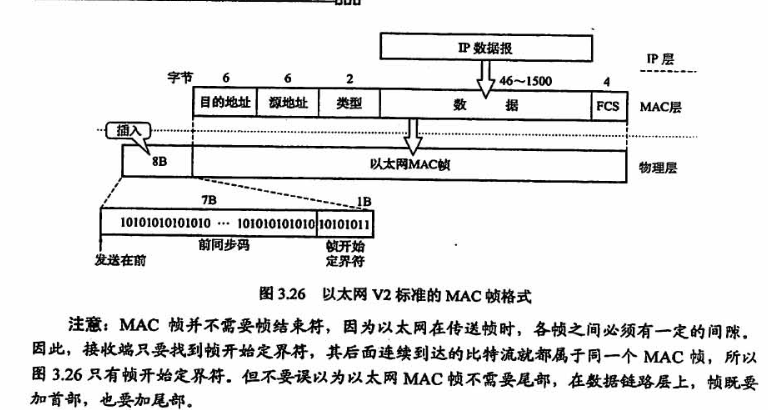 IP 数据报
IP 层
字节 6 6 2 46～1500 4
目的地址 源地址 类型 数 据 FCS MAC层
插入
8B 以太网MAC帧 物理层
7B 1B
10101010101010 … 101010101010 10101011
前同步码 帧开始
定界符
发送在前
图 3.26 以太网 V2 标准的 MAC 帧格式
注意：MAC 帧并不需要帧结束符，因为以太网在传送帧时，各帧之间必须有一定的间隙。
因此，接收端只要找到帧开始定界符，其后面连续到达的比特流就都属于同一个 MAC 帧，所以
图 3.26 只有帧开始定界符。但不要误以为以太网 MAC 帧不需要尾部，在数据链路层上，帧既要
加首部，也要加尾部。